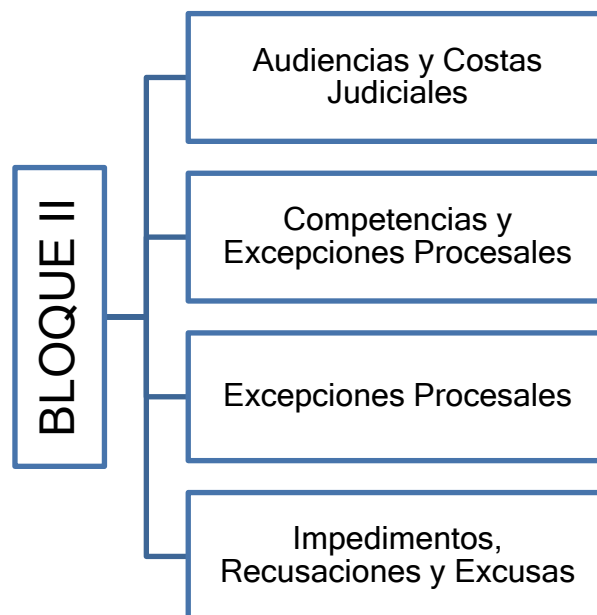 BLOQUE II
Audiencias y Costas
Judiciales
Competencias y
Excepciones Procesales
Excepciones Procesales
Impedimentos,
Recusaciones y Excusas